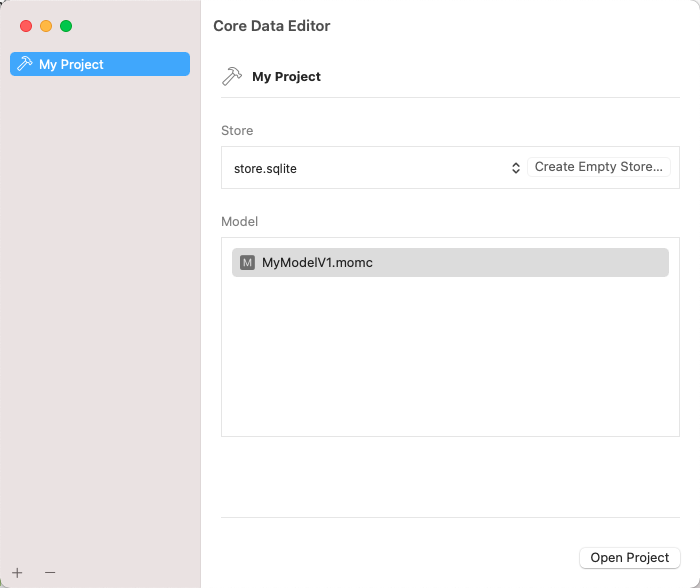 Core Data Editor
My Project
My Project
Store
store.sqlite
Create Empty Store...
Model
M MyModelV1.momc
Open Project